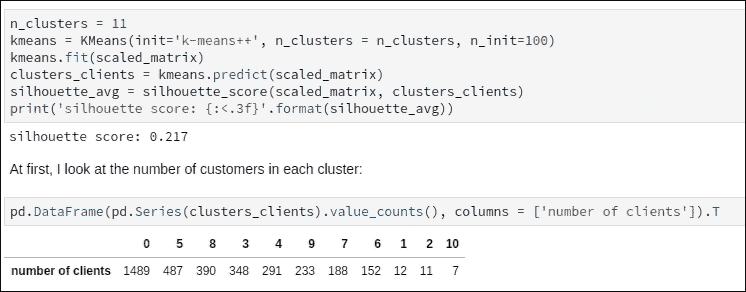 n_clusters = 11
kmeans = KMeans(init='k-means++', n_clusters = n_clusters, n_init=100)
kmeans.fit(scaled_matrix)
clusters_clients = kmeans.predict(scaled_matrix)
silhouette_avg = silhouette_score(scaled_matrix, clusters_clients)
print('silhouette score: {:<.3f}'.format(silhouette_avg))
silhouette score: 0.217
At first, I look at the number of customers in each cluster:
pd.DataFrame(pd.Series(clusters_clients).value_counts(), columns = ['number of clients']).T
0 5 8 3 4 9 7 6 1 2 10
number of clients 1489 487 390 348 291 233 188 152 12 11 7